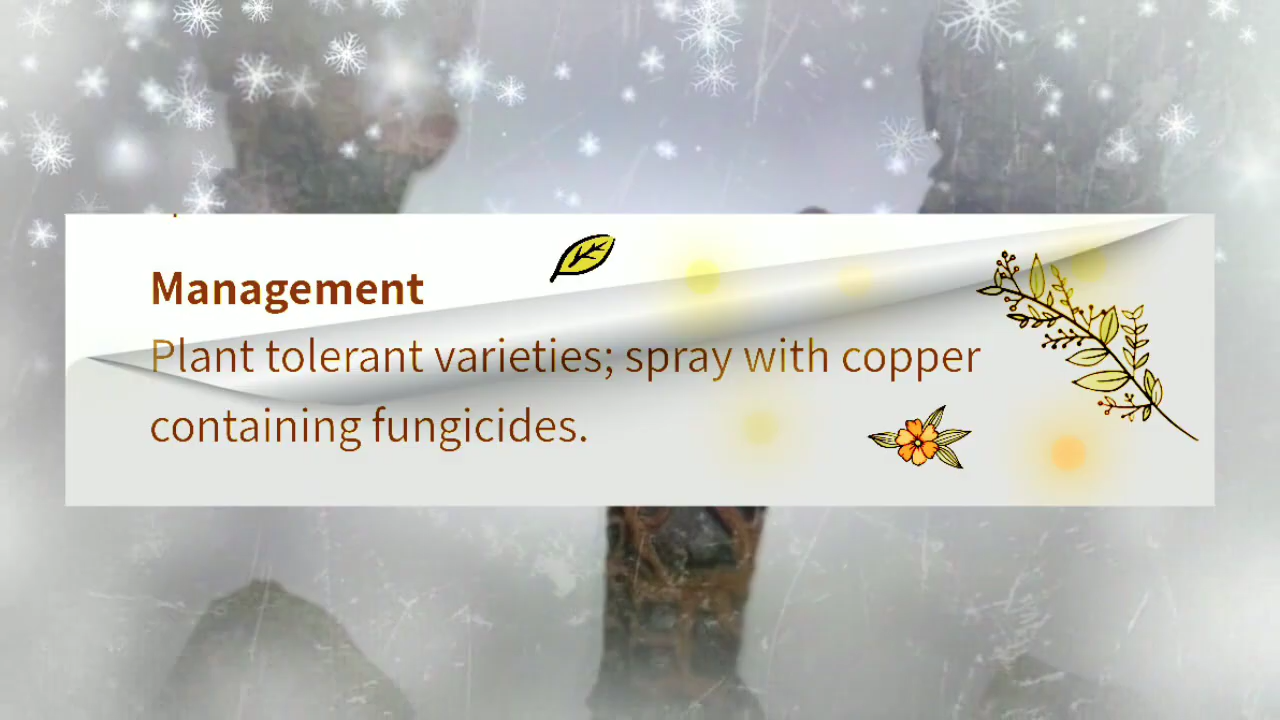 Management
Plant tolerant varieties; spray with copper
containing fungicides.